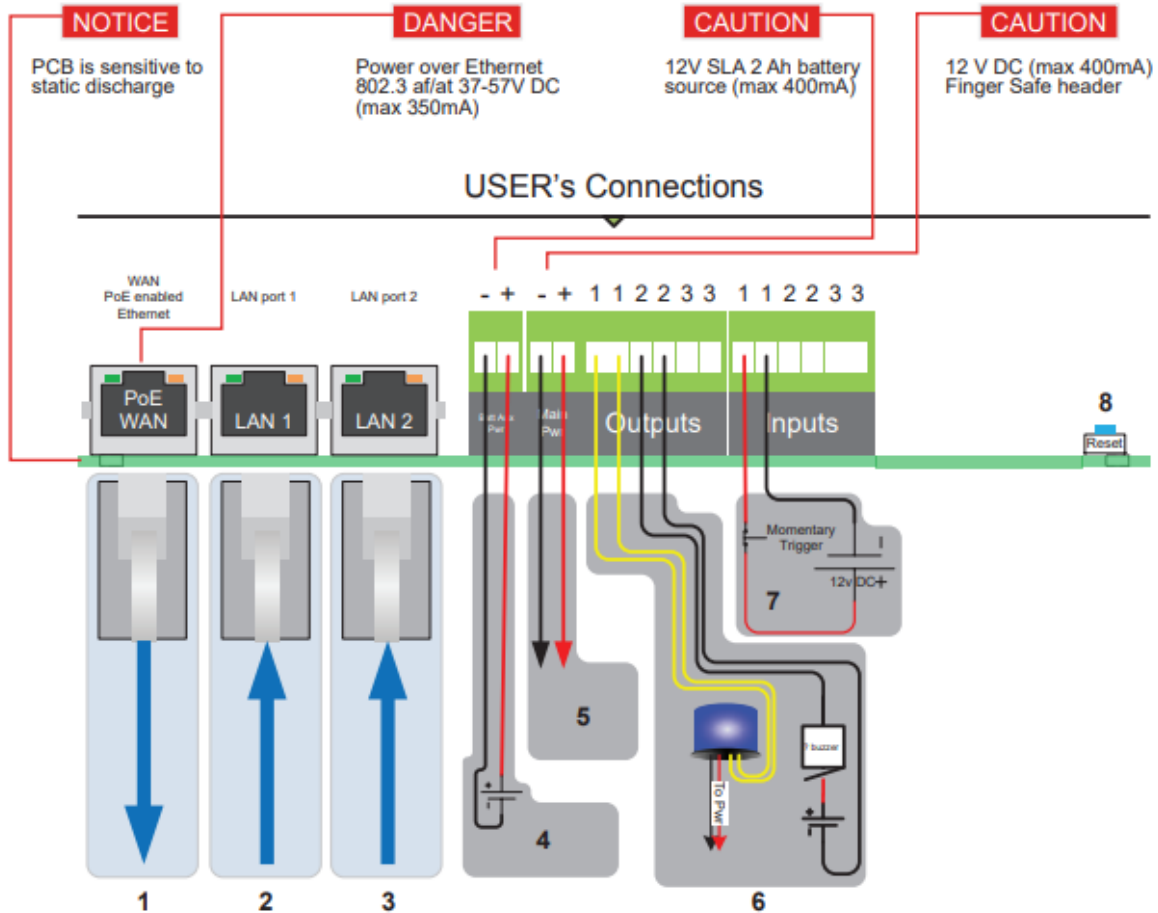 NOTICE
DANGER
CAUTION
CAUTION
PCB is sensitive to
static discharge
Power over Ethernet
802.3 af/at 37-57V DC
(max 350mA)
12V SLA 2 Ah battery
source (max 400mA)
12 V DC (max 400mA)
Finger Safe header
USER's Connections
WAN
PoE enabled
Ethernet
LAN port 1
LAN port 2
- + - + 1 1 2 2 3 3 1 1 2 2 3 3
PoE
WAN
LAN 1
LAN 2
Batt Aux
Pwr
Main
Pwr
Outputs
Inputs
8
Reset
Momentary
Trigger
-
12v DC+
7
5
buzzer
To Pwr
+
-
+
-
4
1
2
3
6